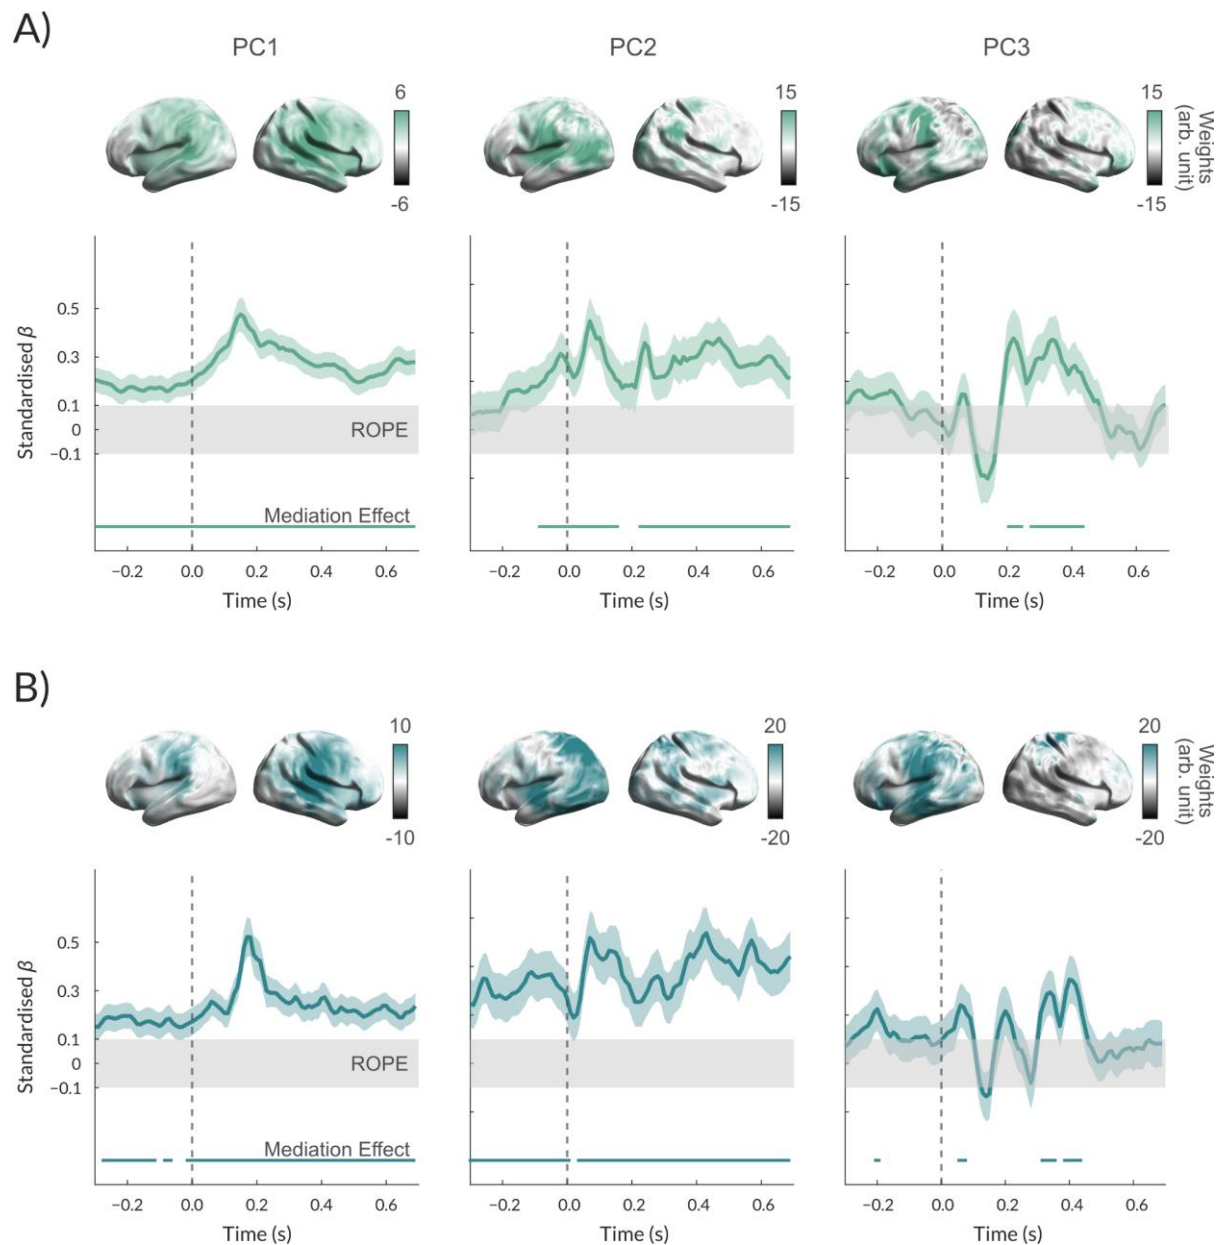 A)
PC1 PC2 PC3
6 15 15
-6 -15 -15
Weights
(arb. unit)
Standardised β
0.5
0.3
0.1
0
−0.1
ROPE
Mediation Effect
−0.2 0.0 0.2 0.4 0.6 −0.2 0.0 0.2 0.4 0.6 −0.2 0.0 0.2 0.4 0.6
Time (s) Time (s) Time (s)
B)
10 20 20
-10 -20 -20
Weights
(arb. unit)
Standardised β
0.5
0.3
0.1
0
−0.1
ROPE
Mediation Effect
−0.2 0.0 0.2 0.4 0.6 −0.2 0.0 0.2 0.4 0.6 −0.2 0.0 0.2 0.4 0.6
Time (s) Time (s) Time (s)